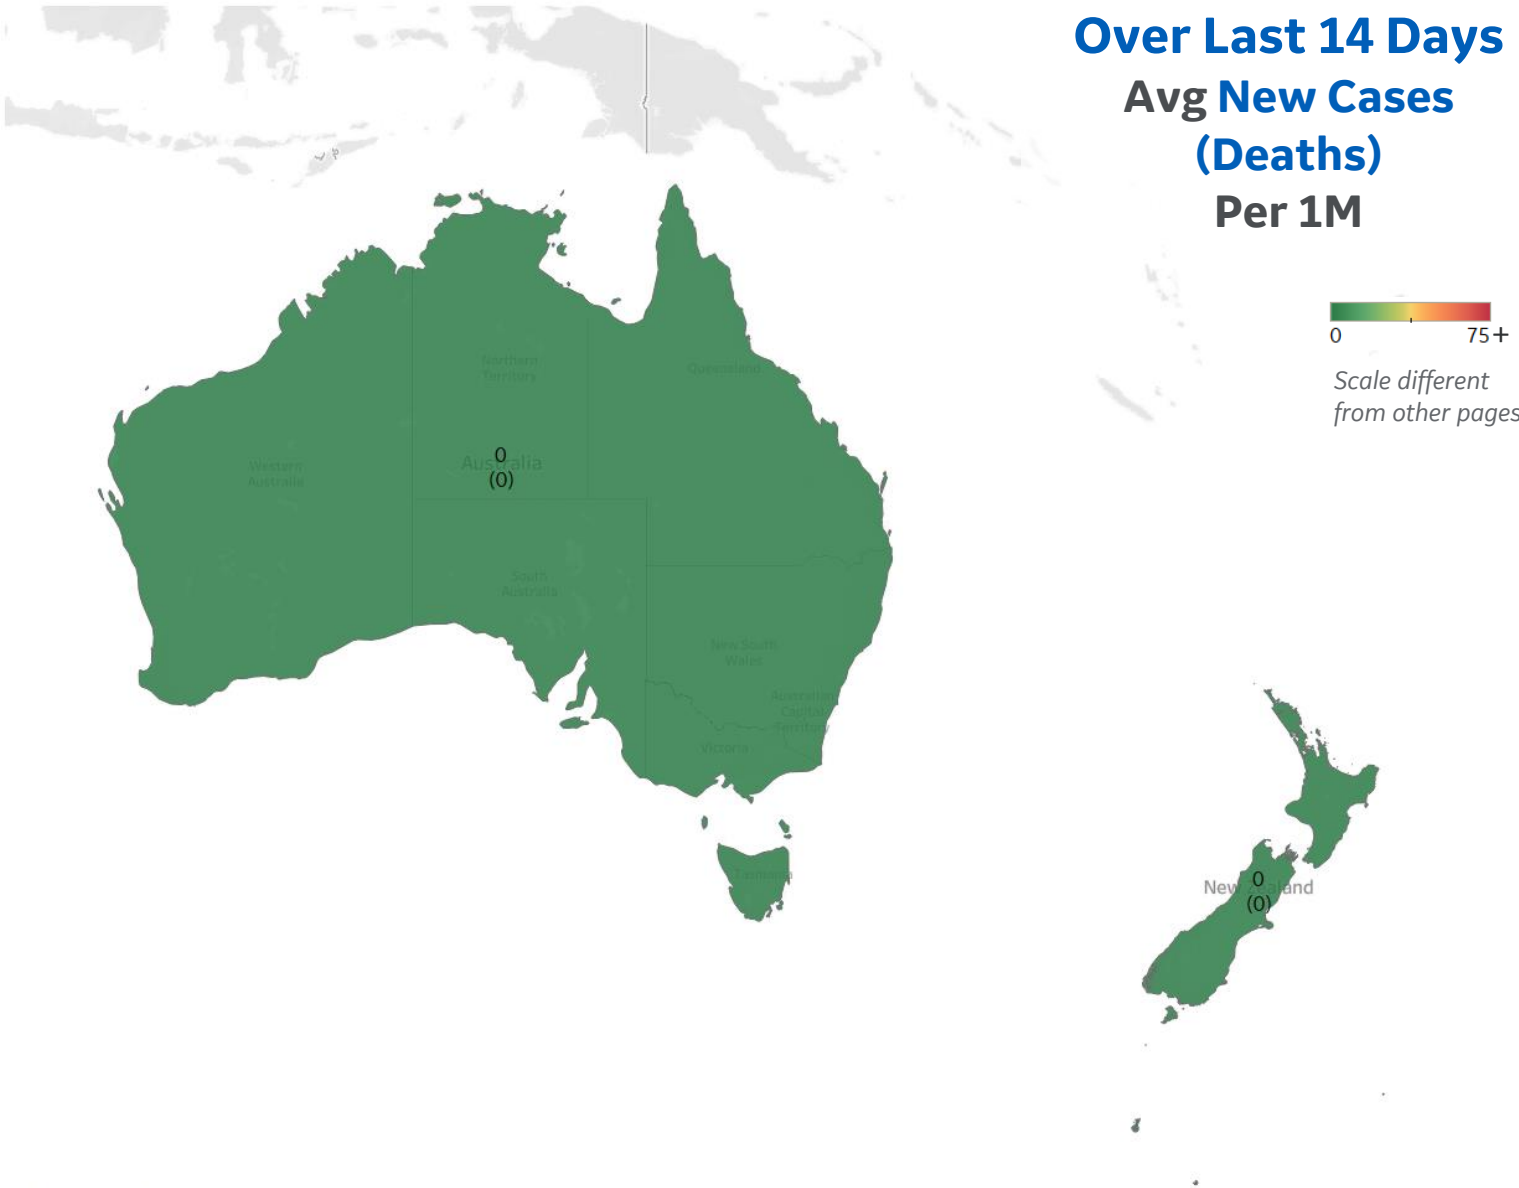 Over Last 14 Days
Avg New Cases
(Deaths)
Per 1M
0
75+
Scale different
from other pages
Northern
Territory
Queensland
Western
Australia
0
Australia
(0)
South
Australia
New South
Wales
Australian
Capital
Territory
Victoria
Tasmania
0
New Zealand
(0)